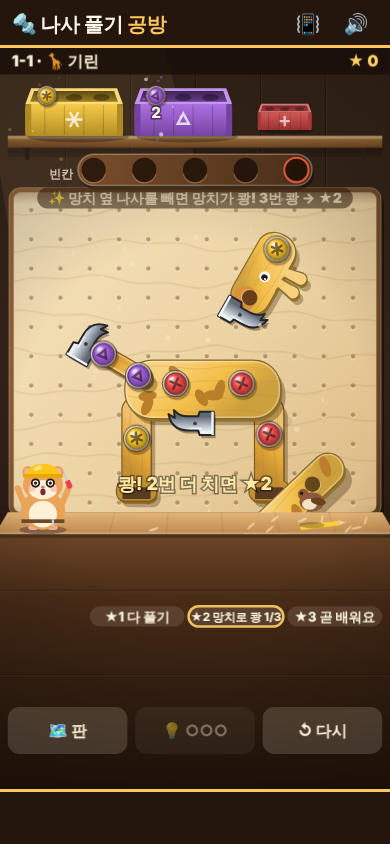 나사 풀기 공방
1-1 · 기린
★ 0
2
빈칸
망치 옆 나사를 빼면 망치가 쾅! 3번 쾅 → ★2
쾅! 2번 더 치면 ★2
★1 다 풀기
★2 망치로 쾅 1/3
★3 곧 배워요
판
다시